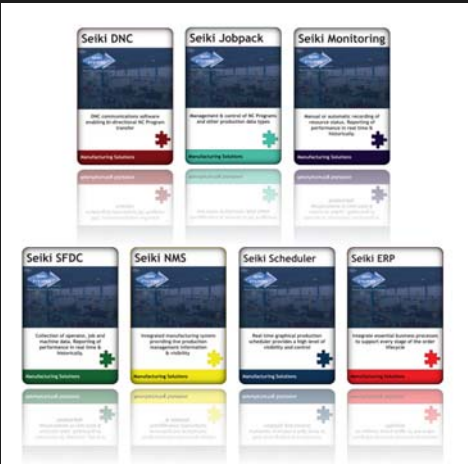 Seiki DNC
DNC communications software
enabling bi-directional NC Program
transfer
Manufacturing Solutions
Seiki Jobpack
Management & control of NC Programs
and other production data types
Manufacturing Solutions
Seiki Monitoring
Manual or automatic recording of
resource status. Reporting of
performance in real time &
historically.
Manufacturing Solutions
Seiki SFDC
Collection of operator, job and
machine data. Reporting of
performance in real time &
historically.
Manufacturing Solutions
Seiki NMS
Integrated manufacturing system
providing live production
management information
& visibility
Manufacturing Solutions
Seiki Scheduler
Real time graphical production
scheduler provides a high level of
visibility and control
Manufacturing Solutions
Seiki ERP
Integrate essential business processes
to support every stage of the order
lifecycle
Manufacturing Solutions